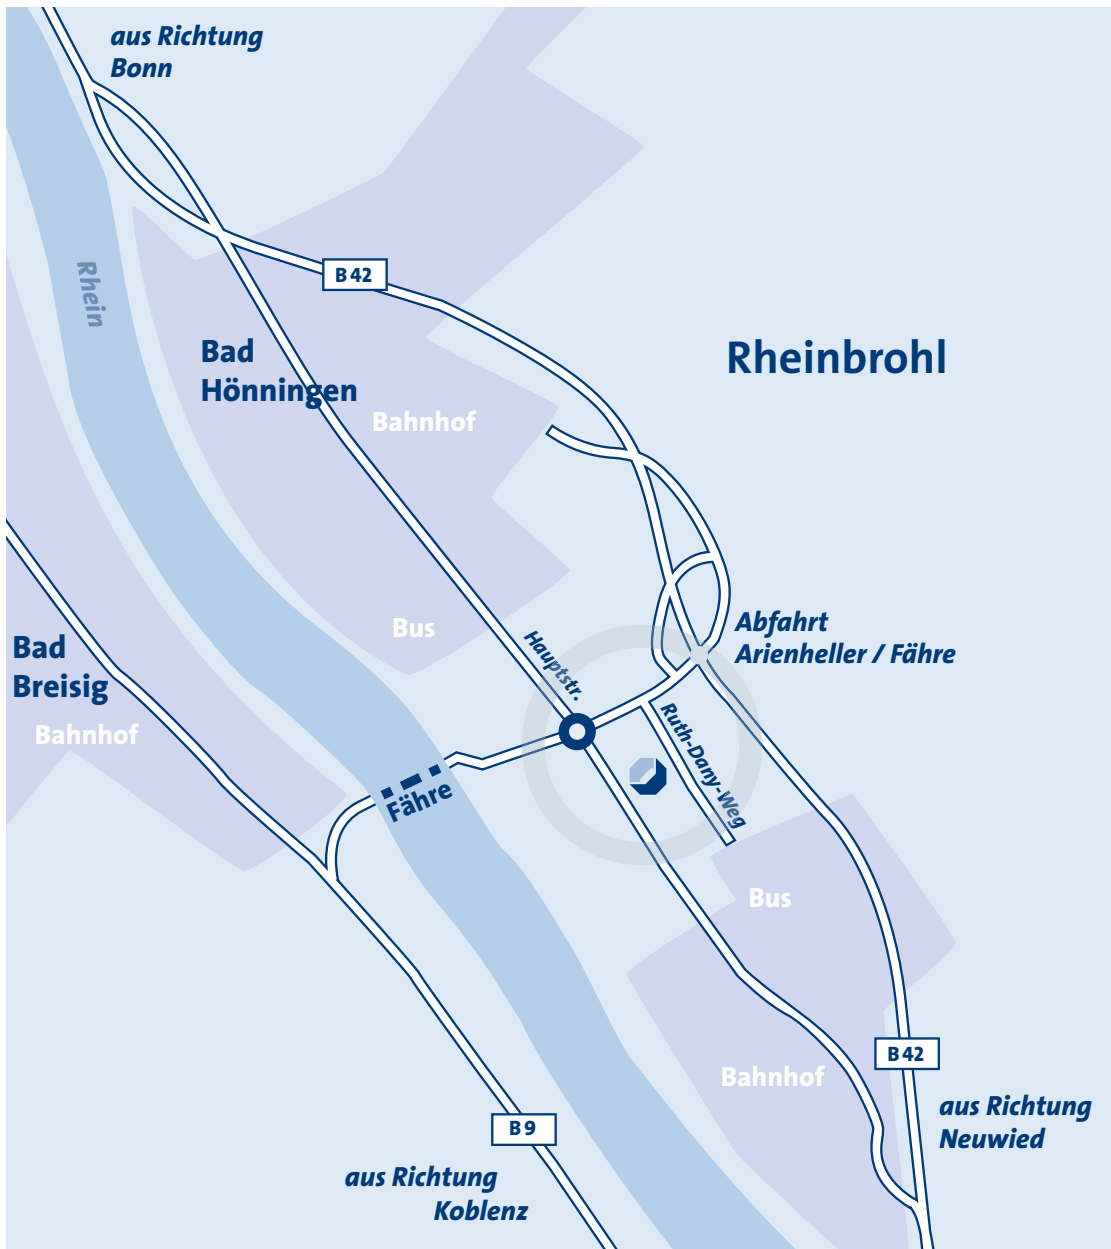 aus Richtung
Bonn
Rhein
B 42
Bad
Hönningen
Rheinbrohl
Bahnhof
Bus
Hauptstr.
Abfahrt
Arienheller / Fähre
Bad
Breisig
Bahnhof
Ruth-Dany-Weg
Fähre
Bus
B 42
Bahnhof
aus Richtung
Neuwied
B 9
aus Richtung
Koblenz